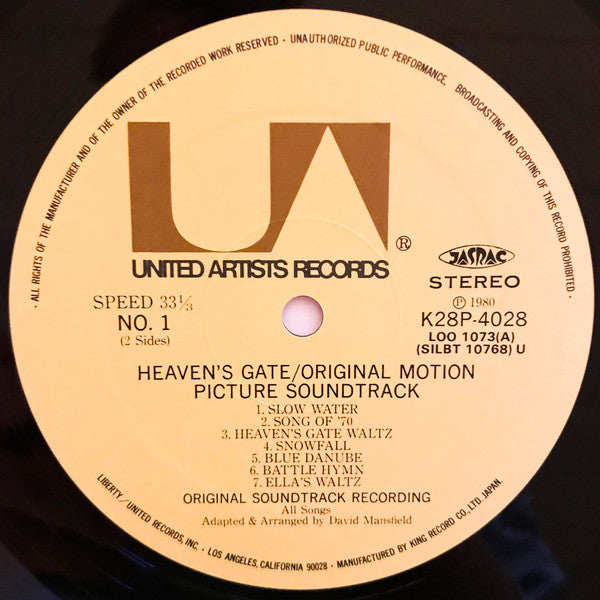 · ALL RIGHTS OF THE MANUFACTURER AND OF THE OWNER OF THE RECORDED WORK RESERVED · UNAUTHORIZED PUBLIC PERFORMANCE, BROADCASTING AND COPYING OF THIS RECORD PROHIBITED ·
UA
®
UNITED ARTISTS RECORDS
JASRAC
STEREO
SPEED 33⅓
Ⓟ 1980
NO. 1
K28P-4028
(2 Sides)
LOO 1073(A)
(SILBT 10768) U
HEAVEN'S GATE/ORIGINAL MOTION
PICTURE SOUNDTRACK
1. SLOW WATER
2. SONG OF '70
3. HEAVEN'S GATE WALTZ
4. SNOWFALL
5. BLUE DANUBE
6. BATTLE HYMN
7. ELLA'S WALTZ
ORIGINAL SOUNDTRACK RECORDING
All Songs
Adapted & Arranged by David Mansfield
LIBERTY/UNITED RECORDS, INC. · LOS ANGELES, CALIFORNIA 90028 · MANUFACTURED BY KING RECORD CO., LTD. JAPAN.